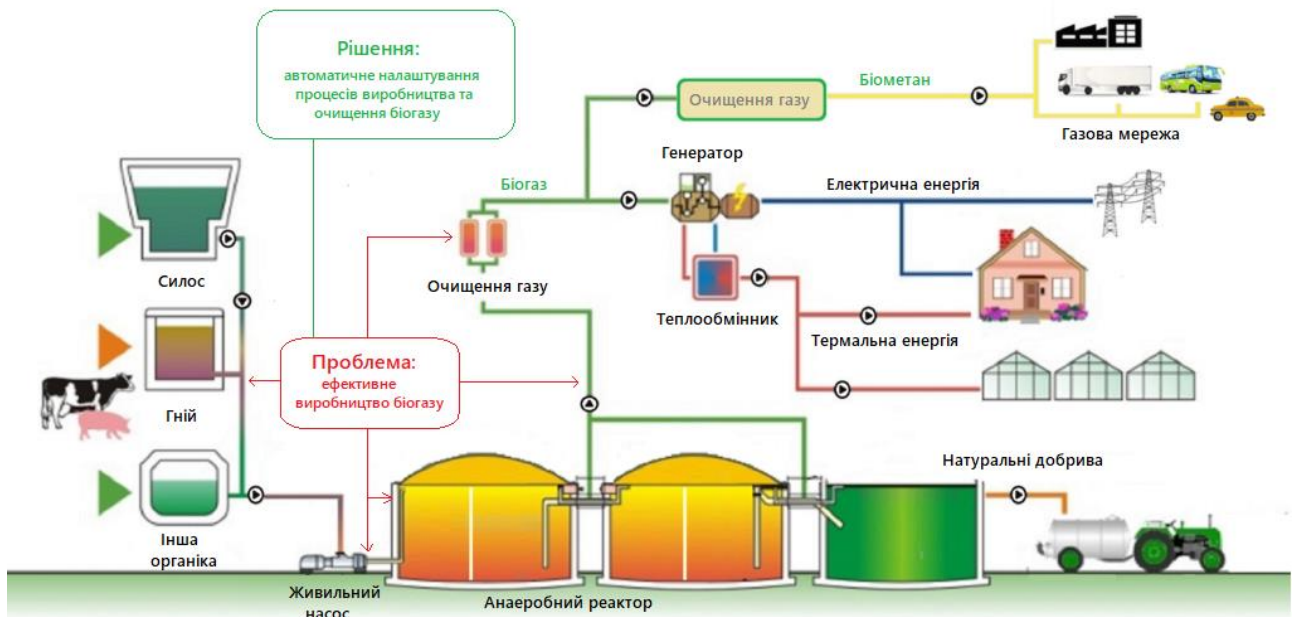 Рішення:
автоматичне налаштування
процесів виробництва та
очищення біогазу
Очищення газу
Біометан
Газова мережа
Генератор
Біогаз
Електрична енергія
Силос
Очищення газу
Теплообмінник
Термальна енергія
Проблема:
ефективне
виробництво біогазу
Гній
Натуральні добрива
Інша
органіка
Живильний
насос
Анаеробний реактор